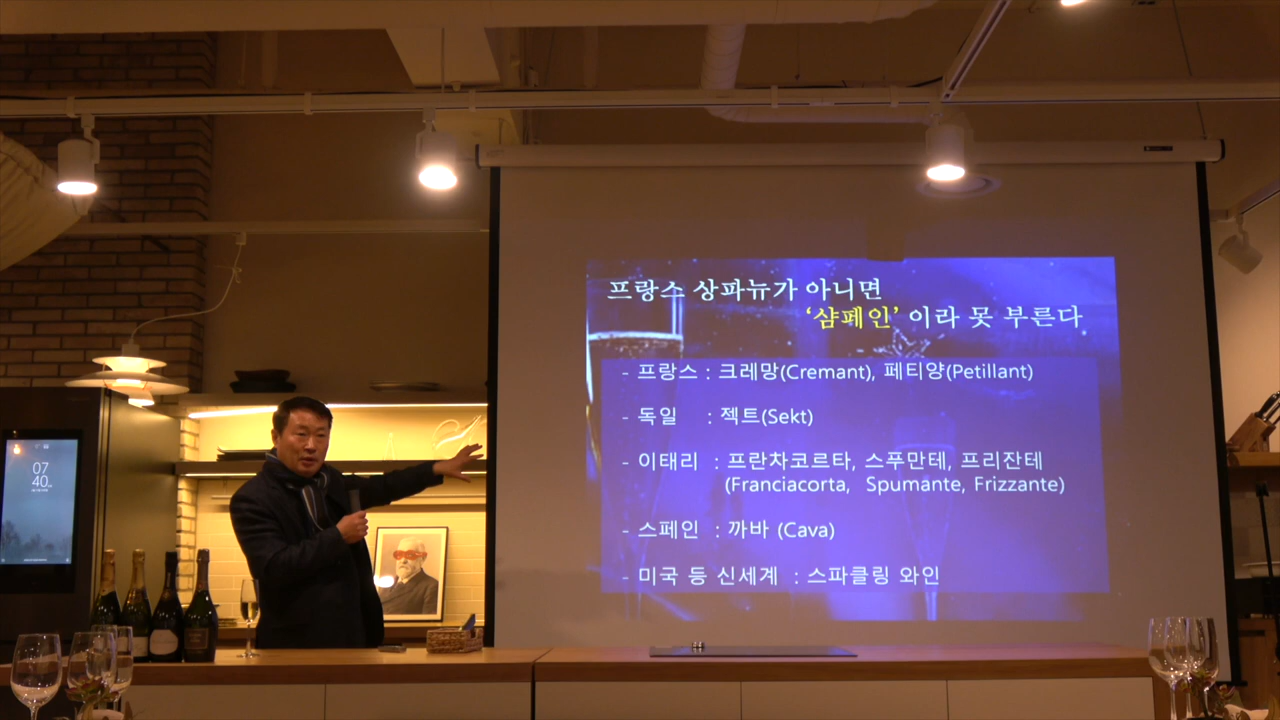 프랑스 상파뉴가 아니면
'샴페인' 이라 못 부른다
- 프랑스 : 크레망(Cremant), 페티양(Petillant)
- 독일 : 젝트(Sekt)
- 이태리 : 프란차코르타, 스푸만테, 프리잔테
(Franciacorta, Spumante, Frizzante)
- 스페인 : 까바 (Cava)
- 미국 등 신세계 : 스파클링 와인
07
40